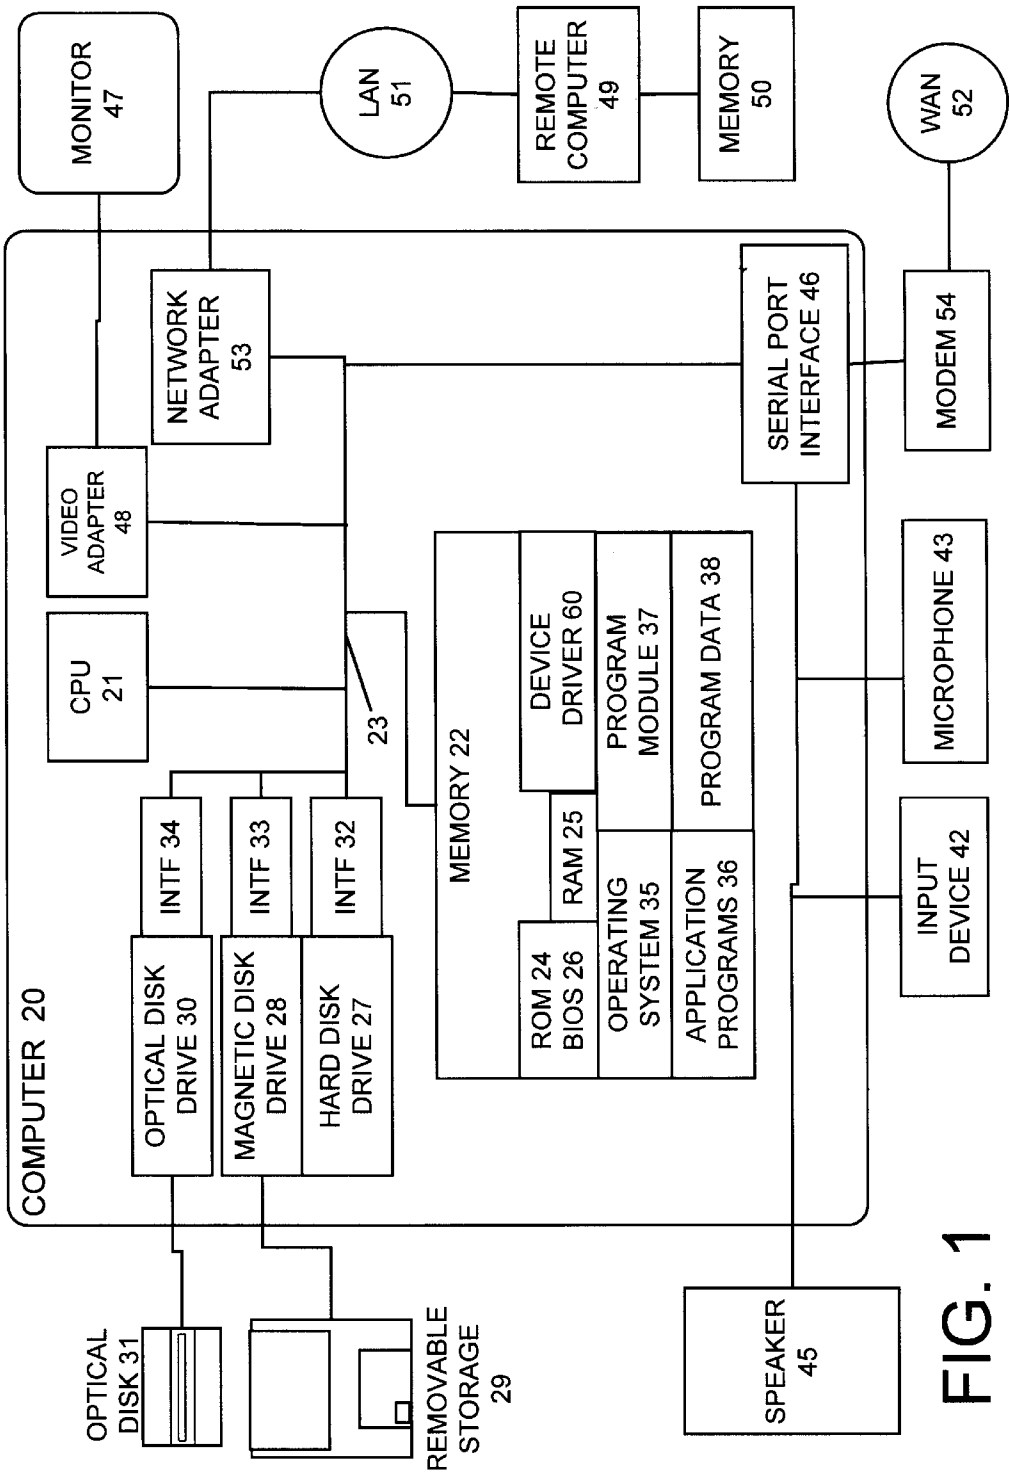 COMPUTER 20
OPTICAL
DISK 31
REMOVABLE
STORAGE
29
OPTICAL DISK
DRIVE 30
MAGNETIC DISK
DRIVE 28
HARD DISK
DRIVE 27
INTF 34
INTF 33
INTF 32
CPU
21
VIDEO
ADAPTER
48
NETWORK
ADAPTER
53
MONITOR
47
LAN
51
REMOTE
COMPUTER
49
MEMORY
50
23
MEMORY 22
ROM 24
BIOS 26
RAM 25
DEVICE
DRIVER 60
OPERATING
SYSTEM 35
PROGRAM
MODULE 37
APPLICATION
PROGRAMS 36
PROGRAM DATA 38
SERIAL PORT
INTERFACE 46
WAN
52
SPEAKER
45
INPUT
DEVICE 42
MICROPHONE 43
MODEM 54
FIG. 1